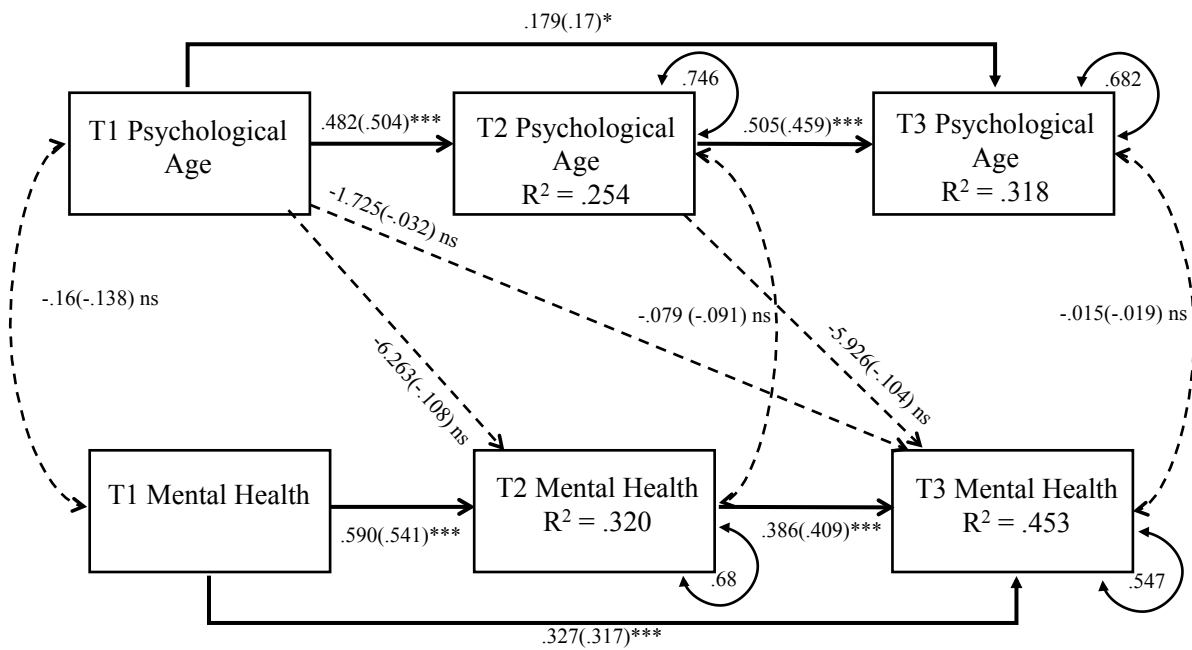 .179(.17)*
.746
.682
T1 Psychological
Age
.482(.504)***
T2 Psychological
Age
R² = .254
.505(.459)***
T3 Psychological
Age
R² = .318
-1.725(-.032) ns
-.16(-.138) ns
-.079 (-.091) ns
-.015(-.019) ns
-6.263(-.108) ns
-5.926(-.104) ns
T1 Mental Health
.590(.541)***
T2 Mental Health
R² = .320
.386(.409)***
T3 Mental Health
R² = .453
.68
.547
.327(.317)***